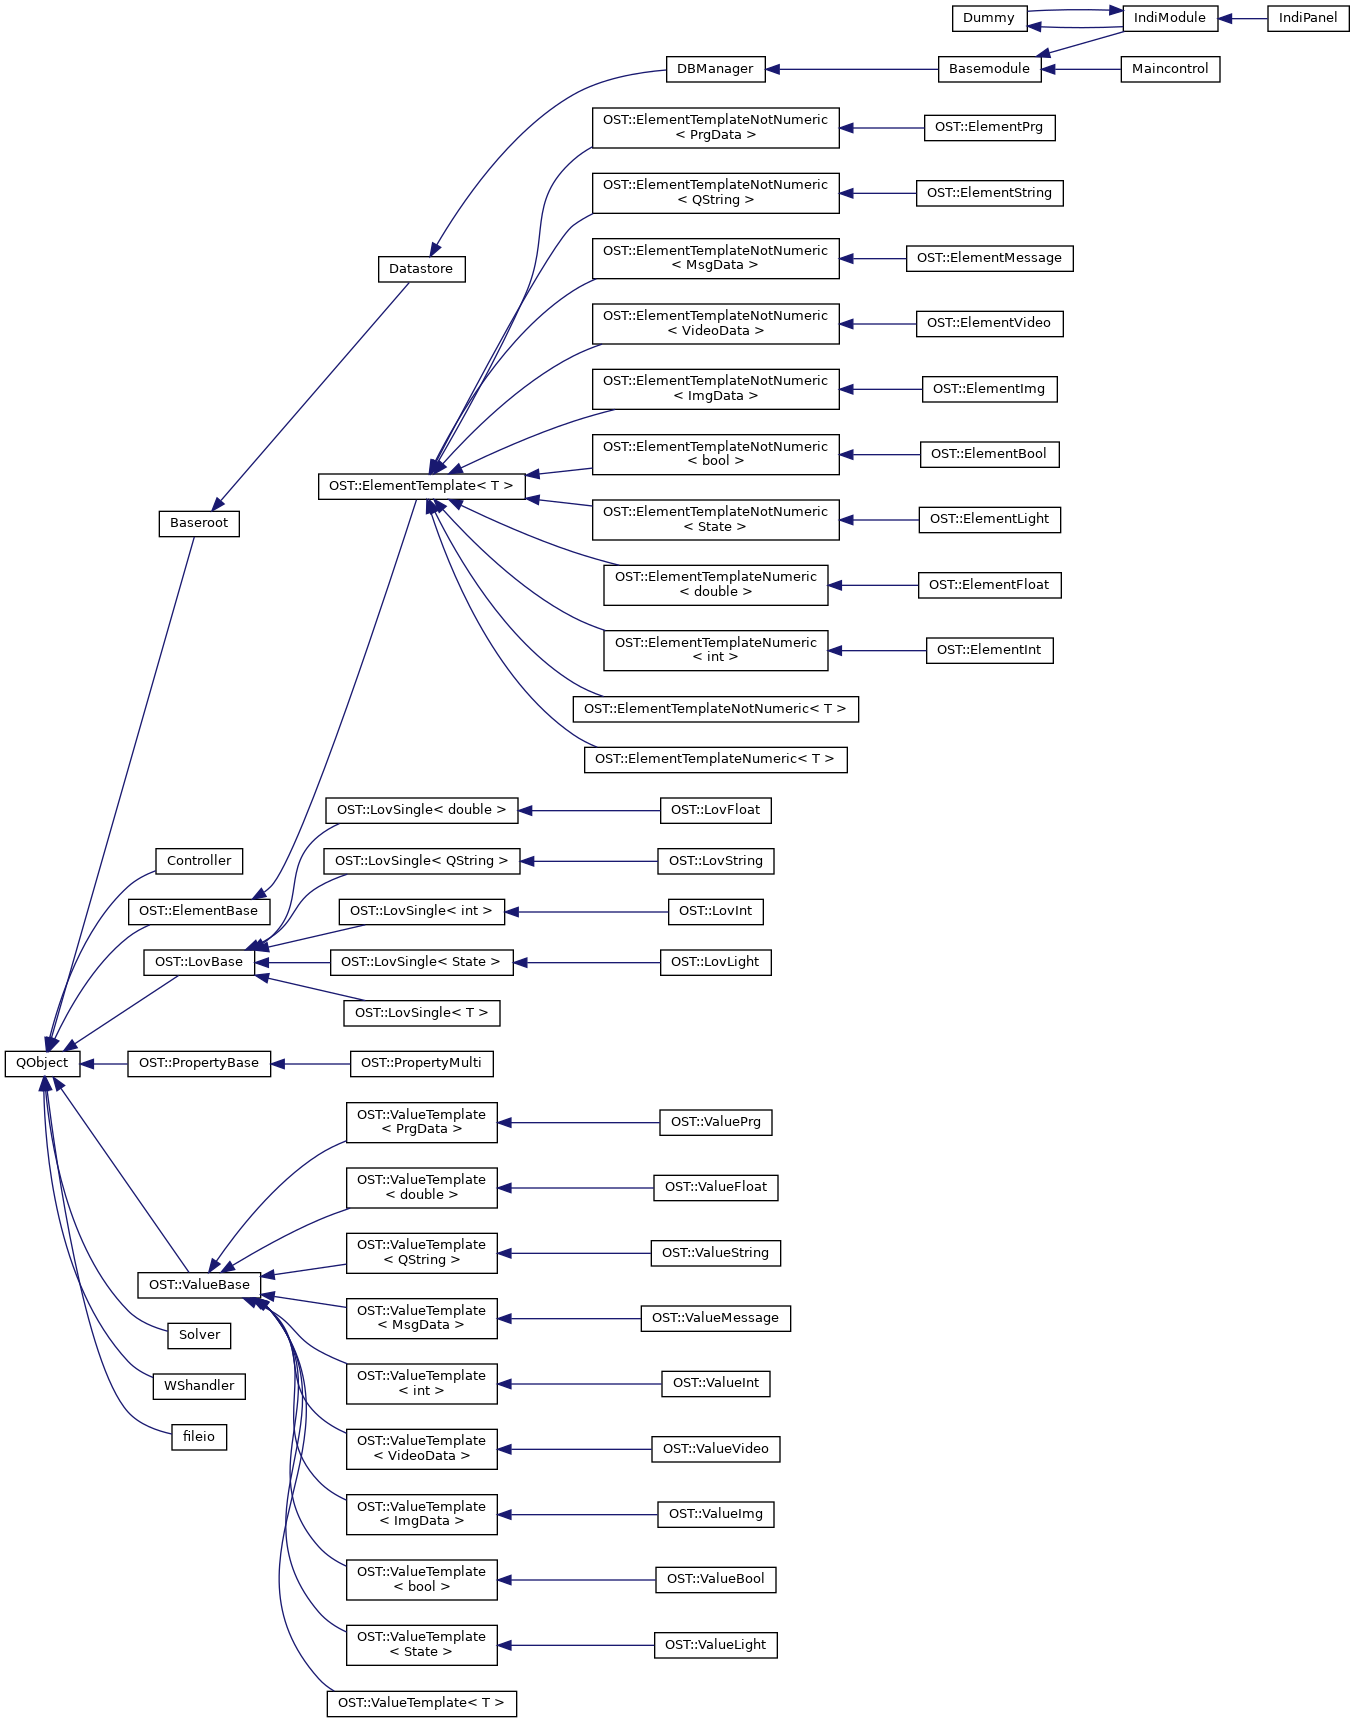 Dummy
IndiModule
IndiPanel
DBManager
Basemodule
Maincontrol
OST::ElementTemplateNotNumeric
< PrgData >
OST::ElementPrg
OST::ElementTemplateNotNumeric
< QString >
OST::ElementString
OST::ElementTemplateNotNumeric
< MsgData >
OST::ElementMessage
Datastore
OST::ElementTemplateNotNumeric
< VideoData >
OST::ElementVideo
OST::ElementTemplateNotNumeric
< ImgData >
OST::ElementImg
OST::ElementTemplateNotNumeric
< bool >
OST::ElementBool
OST::ElementTemplate< T >
OST::ElementTemplateNotNumeric
< State >
OST::ElementLight
Baseroot
OST::ElementTemplateNumeric
< double >
OST::ElementFloat
OST::ElementTemplateNumeric
< int >
OST::ElementInt
OST::ElementTemplateNotNumeric< T >
OST::ElementTemplateNumeric< T >
OST::LovSingle< double >
OST::LovFloat
Controller
OST::LovSingle< QString >
OST::LovString
OST::ElementBase
OST::LovSingle< int >
OST::LovInt
OST::LovBase
OST::LovSingle< State >
OST::LovLight
OST::LovSingle< T >
QObject
OST::PropertyBase
OST::PropertyMulti
OST::ValueTemplate
< PrgData >
OST::ValuePrg
OST::ValueTemplate
< double >
OST::ValueFloat
OST::ValueTemplate
< QString >
OST::ValueString
OST::ValueBase
OST::ValueTemplate
< MsgData >
OST::ValueMessage
Solver
OST::ValueTemplate
< int >
OST::ValueInt
WShandler
fileio
OST::ValueTemplate
< VideoData >
OST::ValueVideo
OST::ValueTemplate
< ImgData >
OST::ValueImg
OST::ValueTemplate
< bool >
OST::ValueBool
OST::ValueTemplate
< State >
OST::ValueLight
OST::ValueTemplate< T >